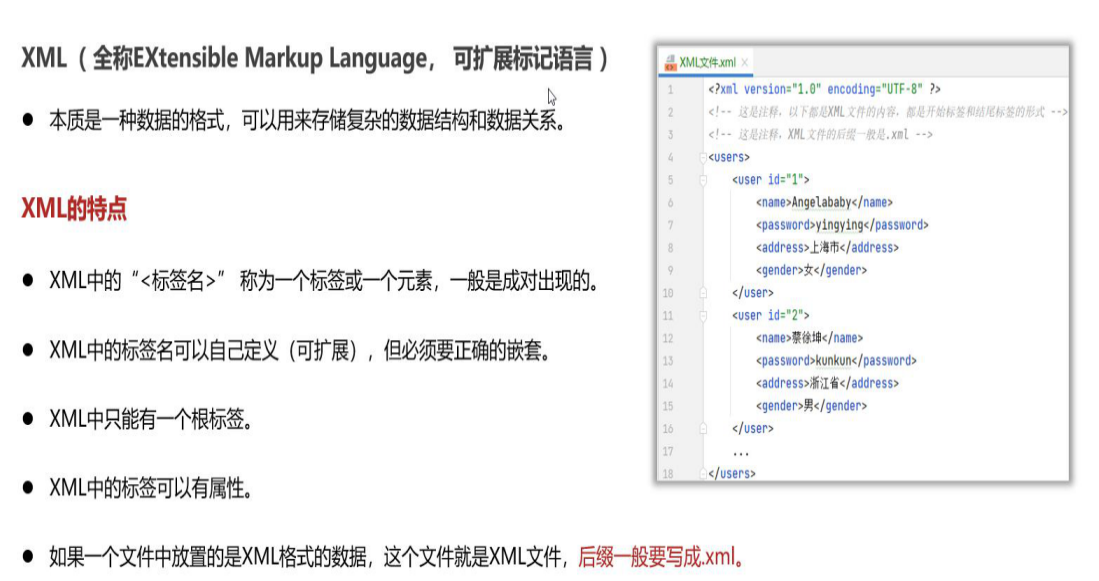 XML（ 全称EXtensible Markup Language， 可扩展标记语言 ）
● 本质是一种数据的格式，可以用来存储复杂的数据结构和数据关系。
XML的特点
● XML中的“<标签名>” 称为一个标签或一个元素，一般是成对出现的。
● XML中的标签名可以自己定义（可扩展），但必须要正确的嵌套。
● XML中只能有一个根标签。
● XML中的标签可以有属性。
● 如果一个文件中放置的是XML格式的数据，这个文件就是XML文件，后缀一般要写成.xml。
XML文件.xml ×
1 <?xml version="1.0" encoding="UTF-8" ?>
2 <!-- 这是注释，以下都是XML文件的内容，都是开始标签和结尾标签的形式 -->
3 <!-- 这是注释，XML文件的后缀一般是.xml -->
4 <users>
5 <user id="1">
6 <name>Angelababy</name>
7 <password>yingying</password>
8 <address>上海市</address>
9 <gender>女</gender>
10 </user>
11 <user id="2">
12 <name>蔡徐坤</name>
13 <password>kunkun</password>
14 <address>浙江省</address>
15 <gender>男</gender>
16 </user>
17 ...
18 </users>